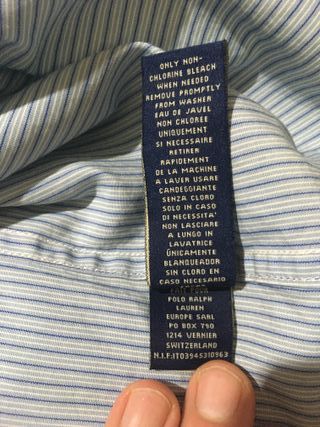 ONLY NON-
CHLORINE BLEACH
WHEN NEEDED
REMOVE PROMPTLY
FROM WASHER
EAU DE JAVEL
NON CHLOREE
UNIQUEMENT
SI NECESSAIRE
RETIRER
RAPIDEMENT
DE LA MACHINE
A LAVER USARE
CANDEGGIANTE
SENZA CLORO
SOLO IN CASO
DI NECESSITA'
NON LASCIARE
A LUNGO IN
LAVATRICE
ÚNICAMENTE
BLANQUEADOR
SIN CLORO EN
CASO NECESARIO
POLO RALPH
LAUREN
EUROPE SARL
PO BOX 790
1214 VERNIER
SWITZERLAND
N.I.F:IT03945310963